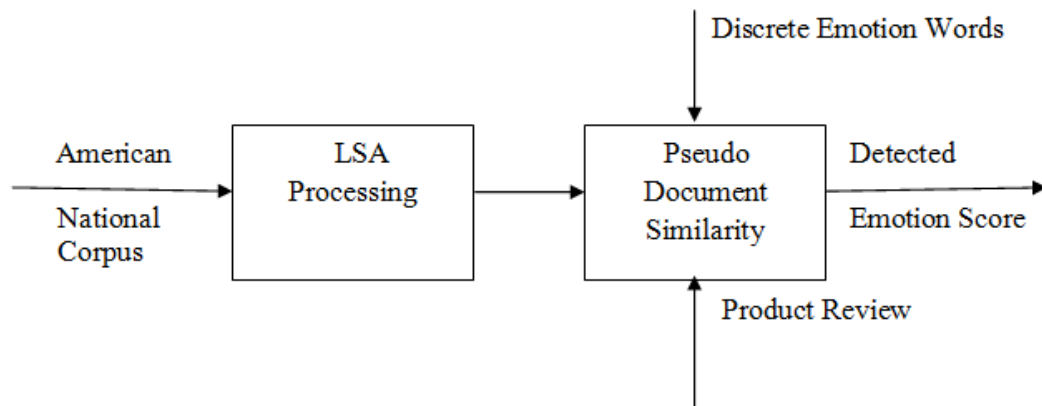 Discrete Emotion Words
American
National
Corpus
LSA
Processing
Pseudo
Document
Similarity
Detected
Emotion Score
Product Review